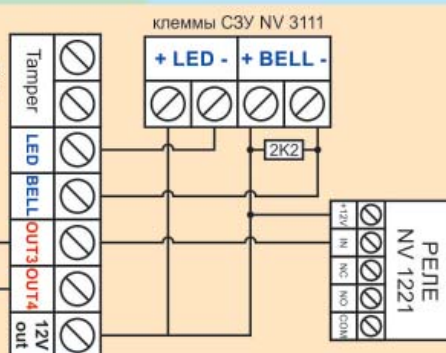 клеммы СЗУ NV 3111
+ LED - + BELL -
Tamper
LED
BELL
OUT3
OUT4
12V out
2K2
+12V
IN
NC
NO
COM
РЕЛЕ
NV 1221